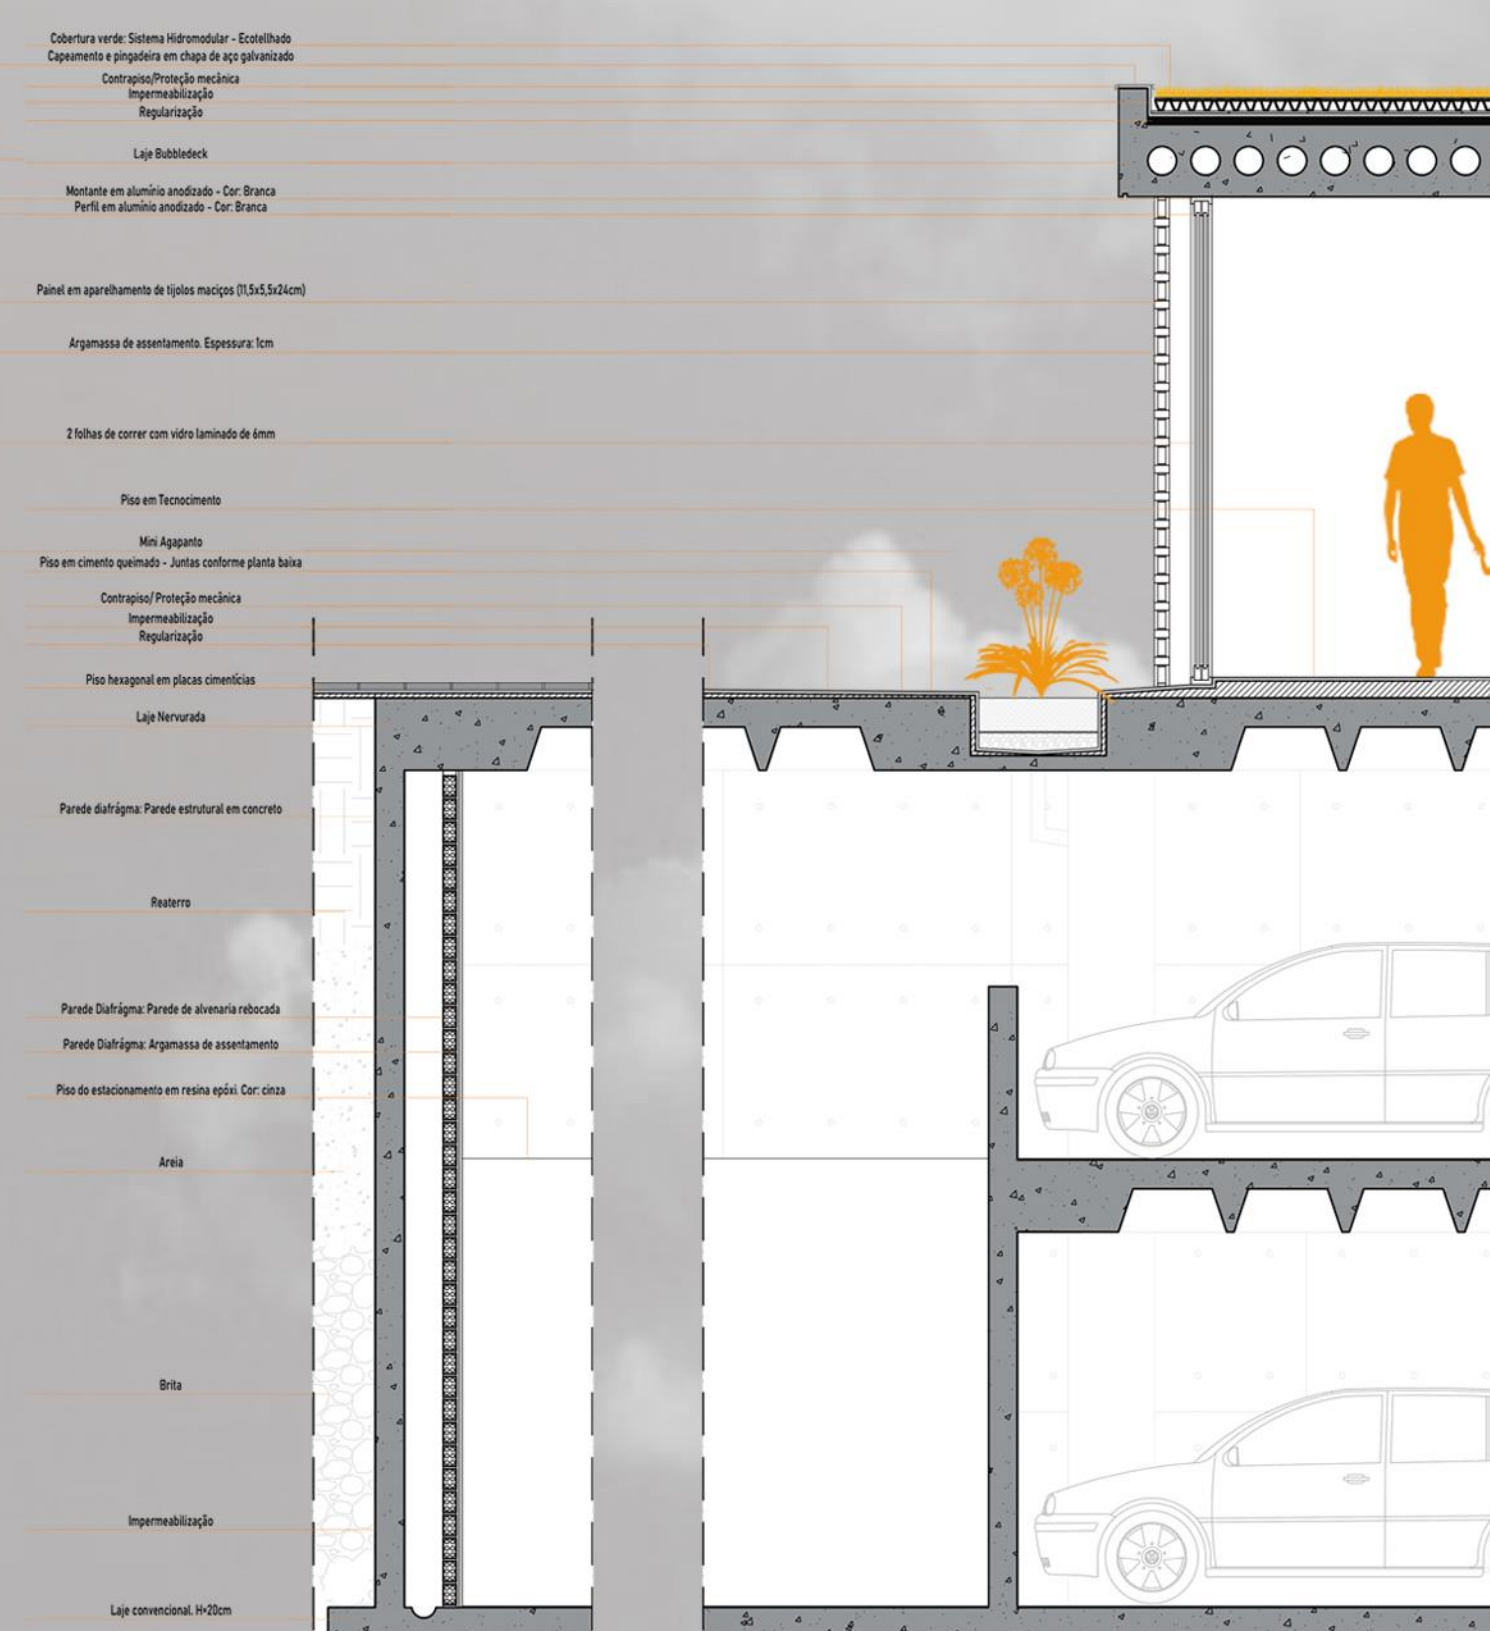 Cobertura verde: Sistema Hidromodular - Ecotellhado
Capeamento e pingadeira em chapa de aço galvanizado
Contrapiso/Proteção mecânica
Impermeabilização
Regularização
Laje Bubbledeck
Montante em alumínio anodizado - Cor: Branca
Perfil em alumínio anodizado - Cor: Branca
Painel em aparelhamento de tijolos maciços (11,5x5,5x24cm)
Argamassa de assentamento. Espessura: 1cm
2 folhas de correr com vidro laminado de 6mm
Piso em Tecnocimento
Mini Agapanto
Piso em cimento queimado - Juntas conforme planta baixa
Contrapiso/ Proteção mecânica
Impermeabilização
Regularização
Piso hexagonal em placas cimentícias
Laje Nervurada
Parede diafrágma: Parede estrutural em concreto
Reaterro
Parede Diafrágma: Parede de alvenaria rebocada
Parede Diafrágma: Argamassa de assentamento
Piso do estacionamento em resina epóxi. Cor: cinza
Areia
Brita
Impermeabilização
Laje convencional. H=20cm